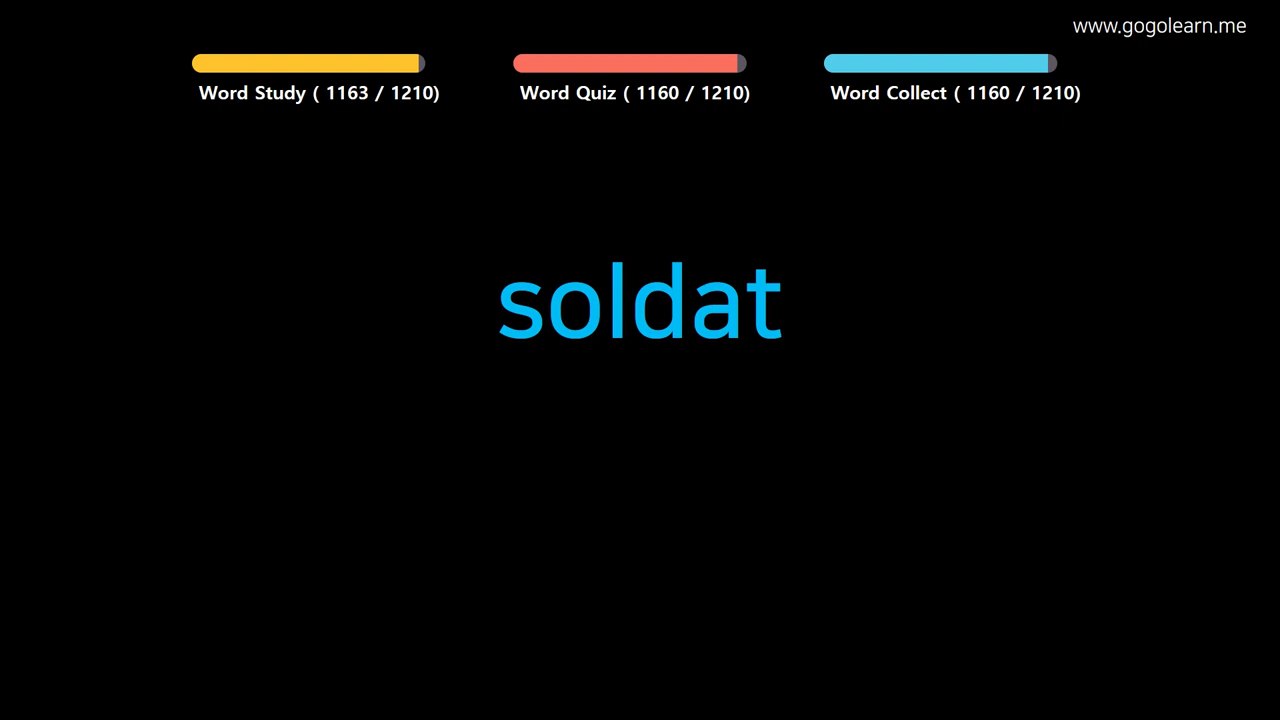 www.gogolearn.me
Word Study ( 1163 / 1210)
Word Quiz ( 1160 / 1210)
Word Collect ( 1160 / 1210)
soldat